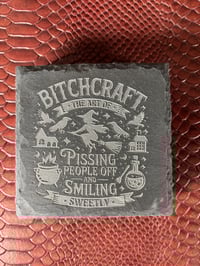 BITCHCRAFT
THE ART OF
PISSING
PEOPLE OFF
AND
SMILING
SWEETLY